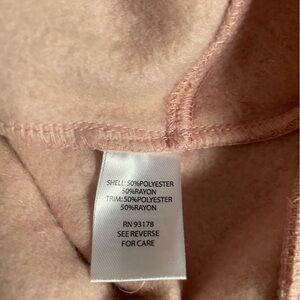 SHELL:50%POLYESTER
50%RAYON
TRIM:50%POLYESTER
50%RAYON
RN 93178
SEE REVERSE
FOR CARE